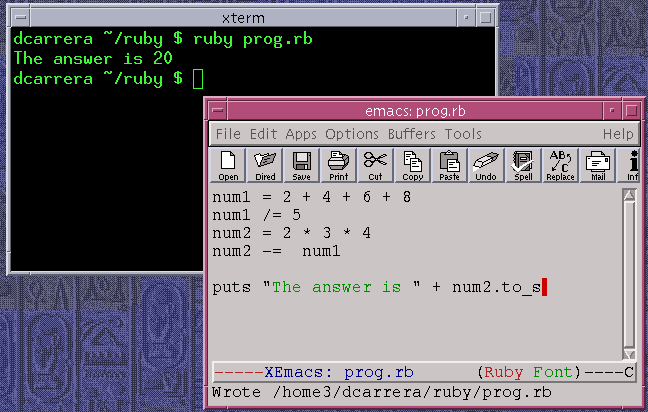 xterm
dcarrera ~/ruby $ ruby prog.rb
The answer is 20
dcarrera ~/ruby $
emacs: prog.rb
File Edit Apps Options Buffers Tools Help
Open Dired Save Print Cut Copy Paste Undo Spell Replace Mail Inf
num1 = 2 + 4 + 6 + 8
num1 /= 5
num2 = 2 * 3 * 4
num2 -=  num1
puts "The answer is " + num2.to_s
-----XEmacs: prog.rb      (Ruby Font)----C
Wrote /home3/dcarrera/ruby/prog.rb